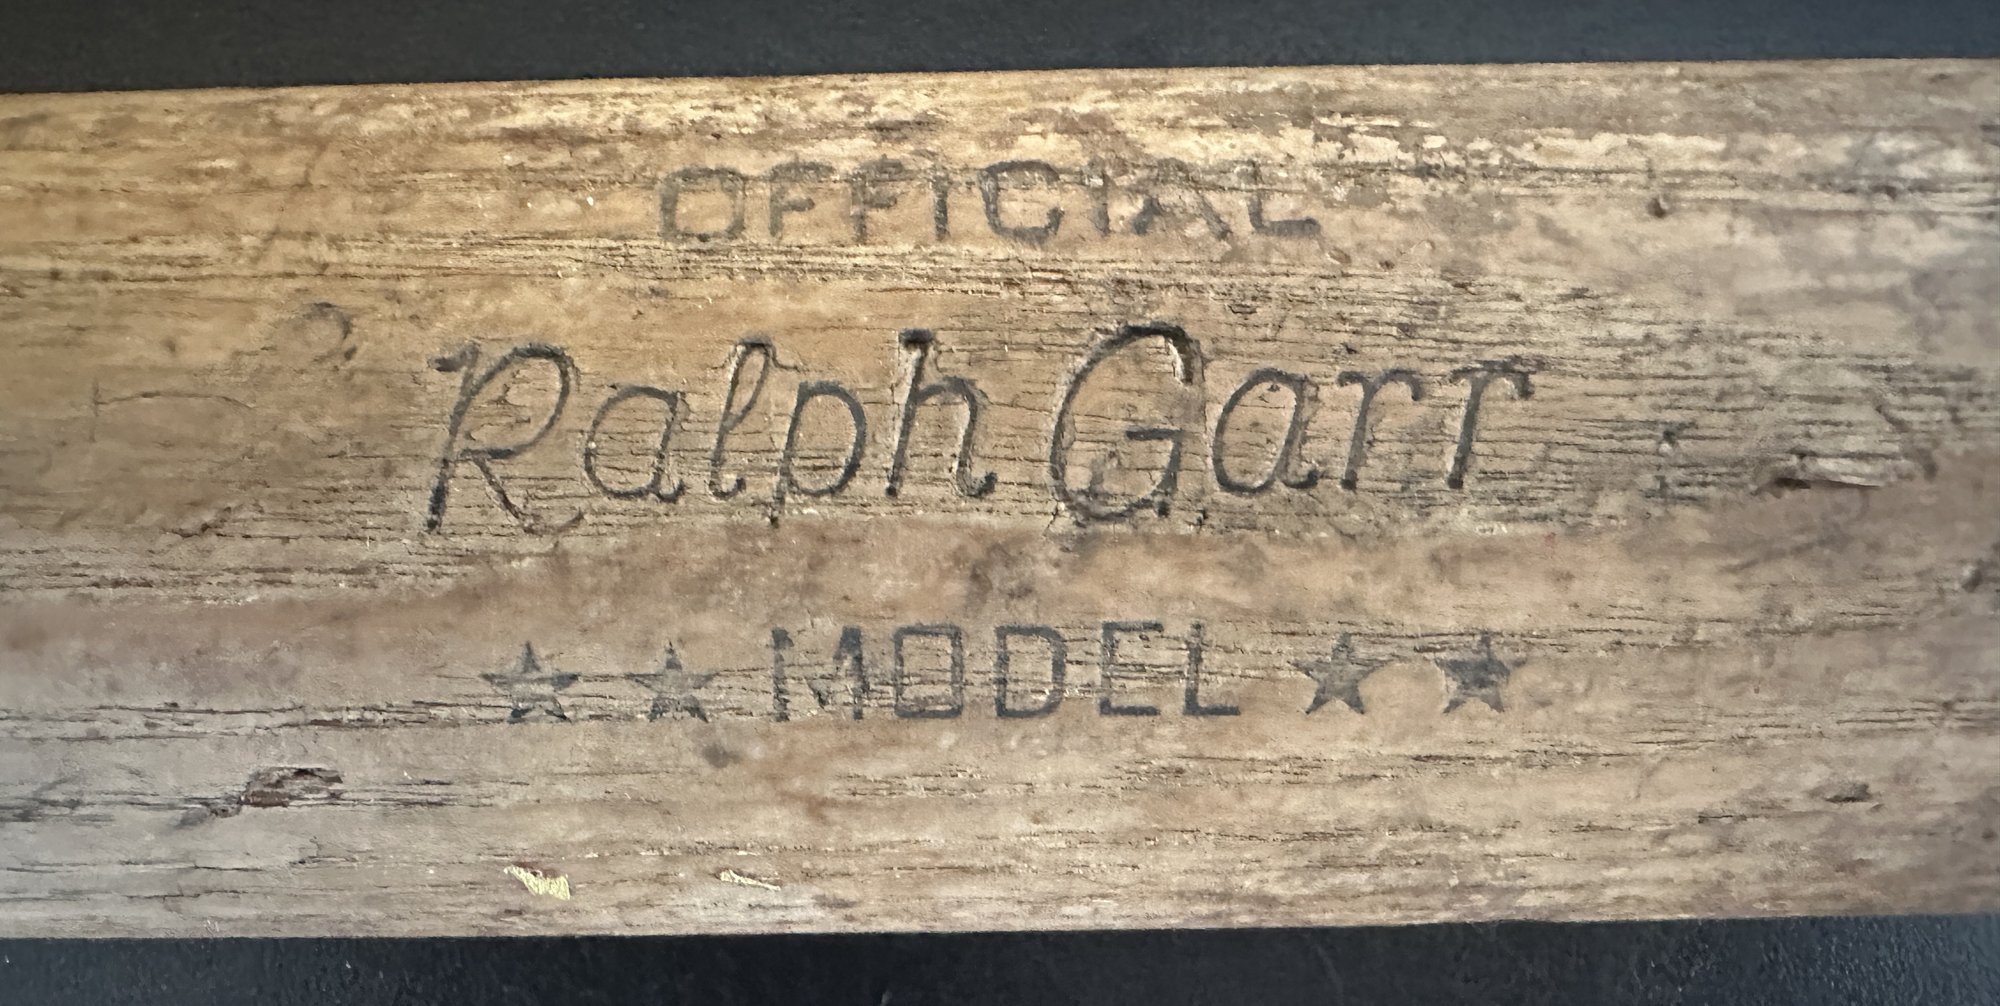 OFFICIAL
Ralph Garr
★ ★ MODEL ★ ★